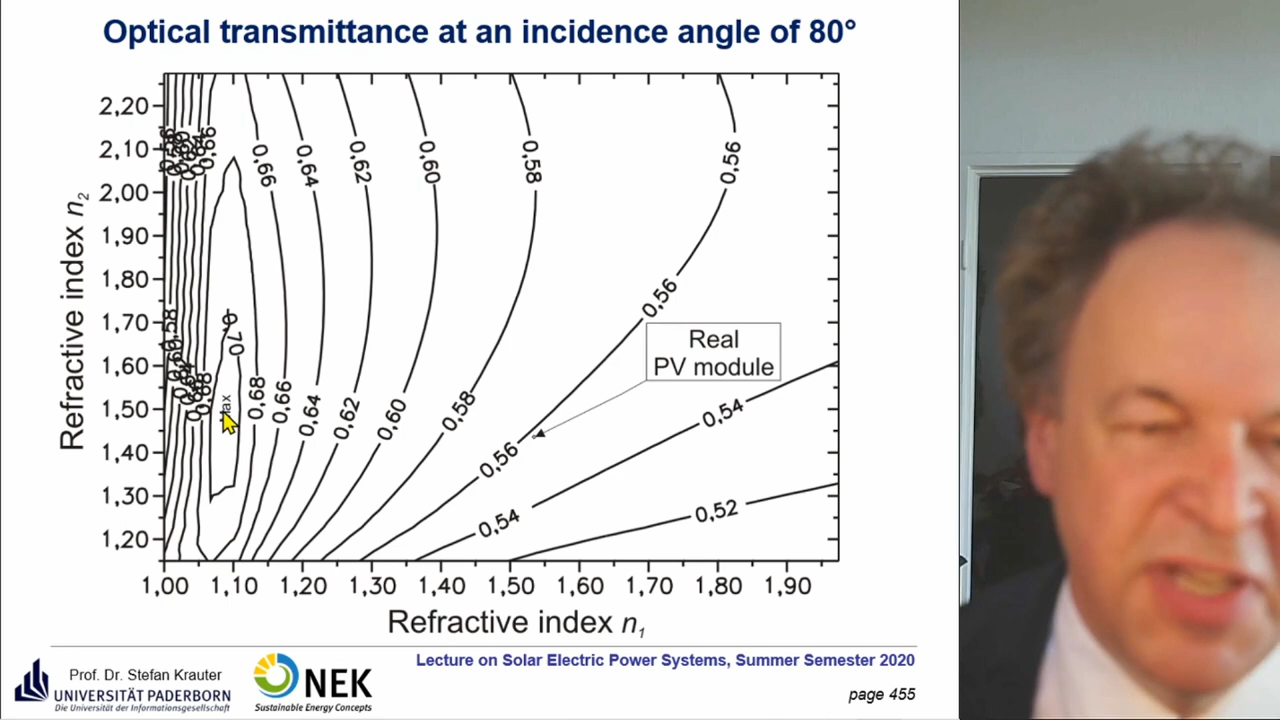 Optical transmittance at an incidence angle of 80°
2,20
2,10
2,00
1,90
1,80
1,70
1,60
1,50
1,40
1,30
1,20
Refractive index n2
0,66
0,66
0,64
0,62
0,60
0,58
0,56
0,56
0,58
0,70
Real
PV module
0,68
0,68
0,66
0,64
0,62
0,60
0,58
0,56
0,54
0,54
0,52
1,00 1,10 1,20 1,30 1,40 1,50 1,60 1,70 1,80 1,90
Refractive index n1
Prof. Dr. Stefan Krauter
UNIVERSITÄT PADERBORN
Die Universität der Informationsgesellschaft
NEK
Sustainable Energy Concepts
Lecture on Solar Electric Power Systems, Summer Semester 2020
page 455